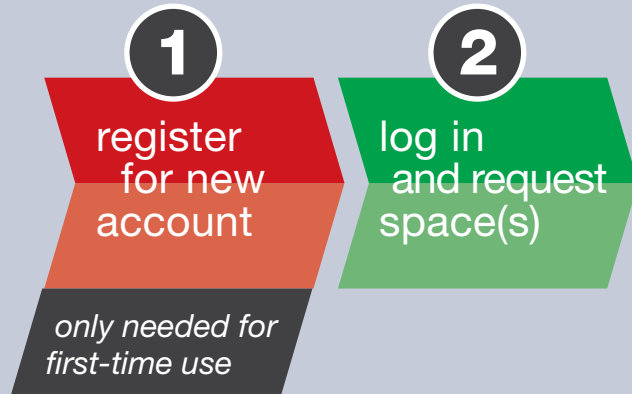 1
register
for new
account
only needed for
first-time use
2
log in
and request
space(s)